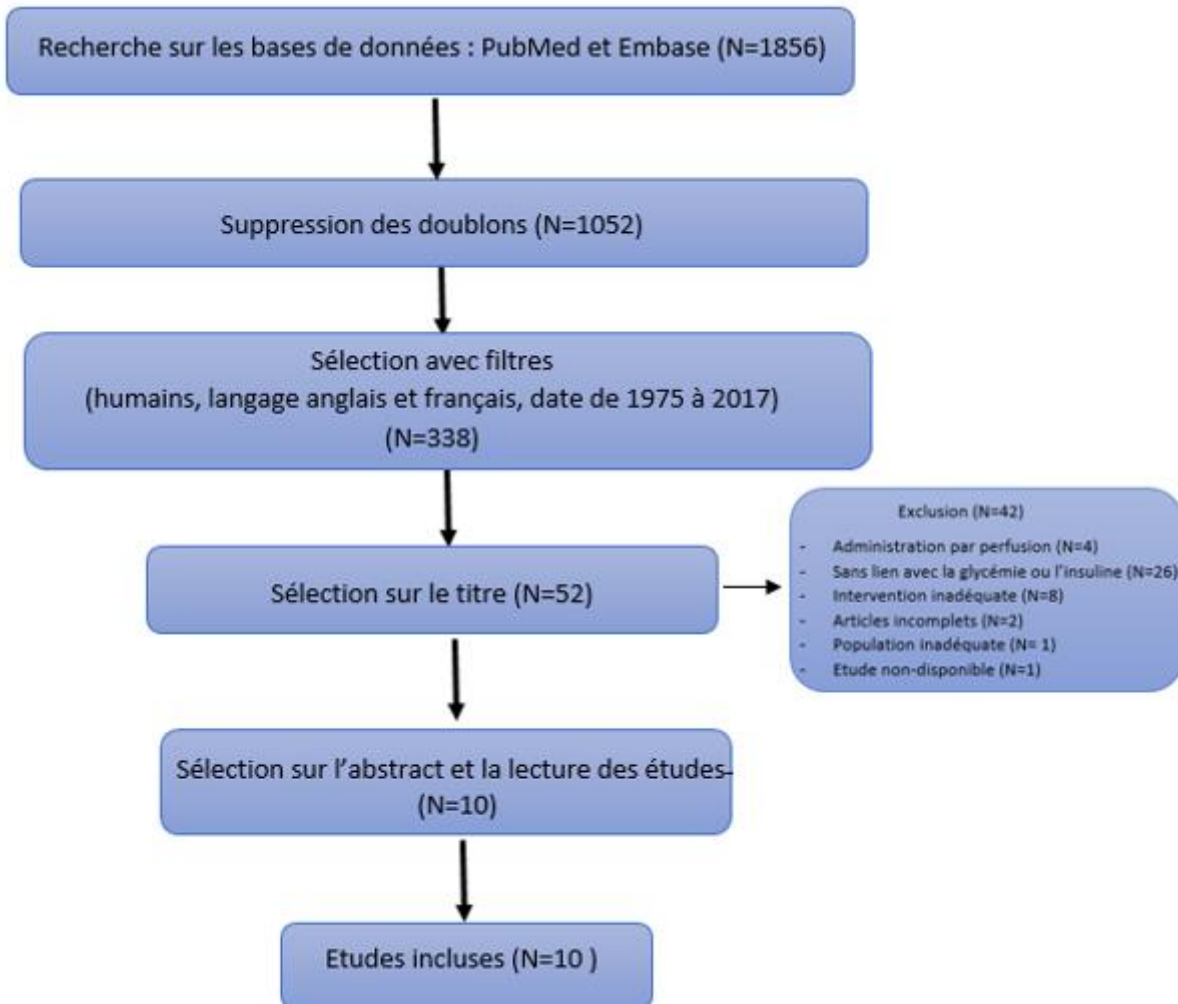 Recherche sur les bases de données : PubMed et Embase (N=1856)
Suppression des doublons (N=1052)
Sélection avec filtres
(humains, langage anglais et français, date de 1975 à 2017)
(N=338)
Sélection sur le titre (N=52)
Exclusion (N=42)
- Administration par perfusion (N=4)
- Sans lien avec la glycémie ou l'insuline (N=26)
- Intervention inadéquate (N=8)
- Articles incomplets (N=2)
- Population inadéquate (N= 1)
- Etude non-disponible (N=1)
Sélection sur l'abstract et la lecture des études
(N=10)
Etudes incluses (N=10 )